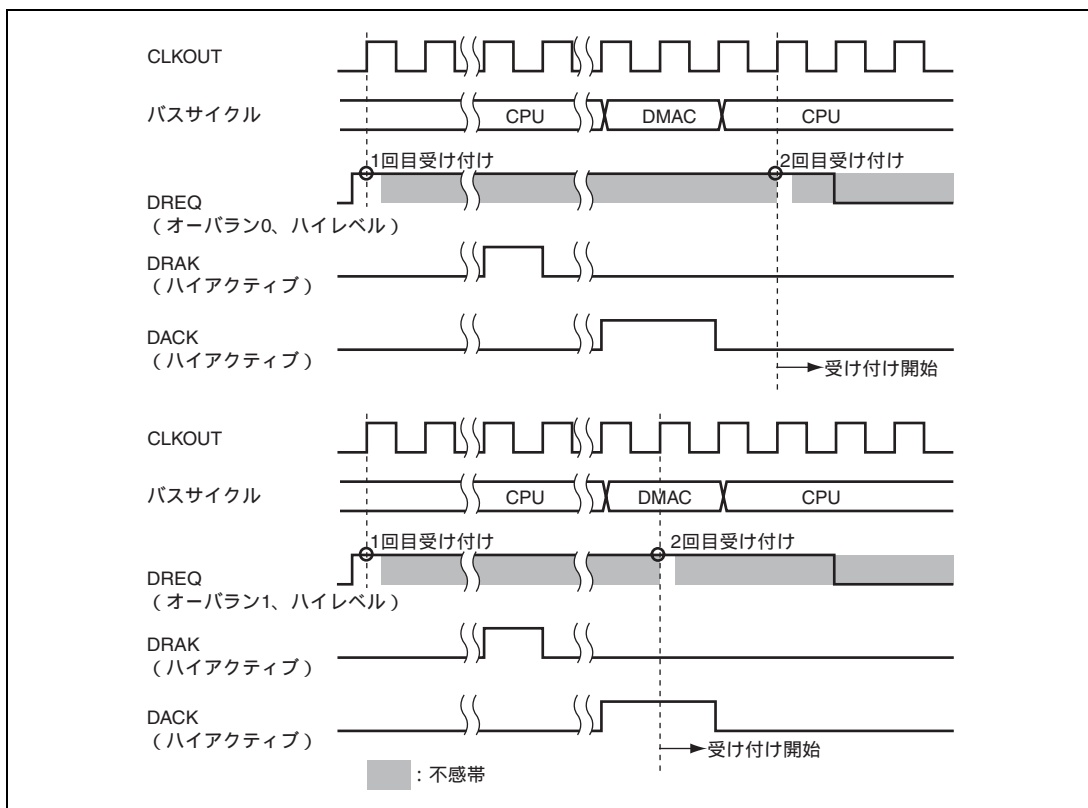 CLKOUT
バスサイクル
CPU
DMAC
CPU
1回目受け付け
2回目受け付け
DREQ
(オーバラン0、ハイレベル)
DRAK
(ハイアクティブ)
DACK
(ハイアクティブ)
受け付け開始
CLKOUT
バスサイクル
CPU
DMAC
CPU
1回目受け付け
2回目受け付け
DREQ
(オーバラン1、ハイレベル)
DRAK
(ハイアクティブ)
DACK
(ハイアクティブ)
受け付け開始
:不感帯